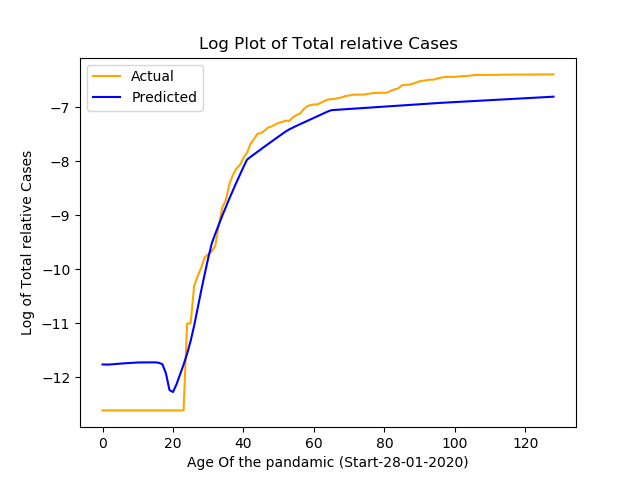 Log Plot of Total relative Cases
Actual
Predicted
−7
−8
−9
−10
−11
−12
Log of Total relative Cases
0 20 40 60 80 100 120
Age Of the pandamic (Start-28-01-2020)